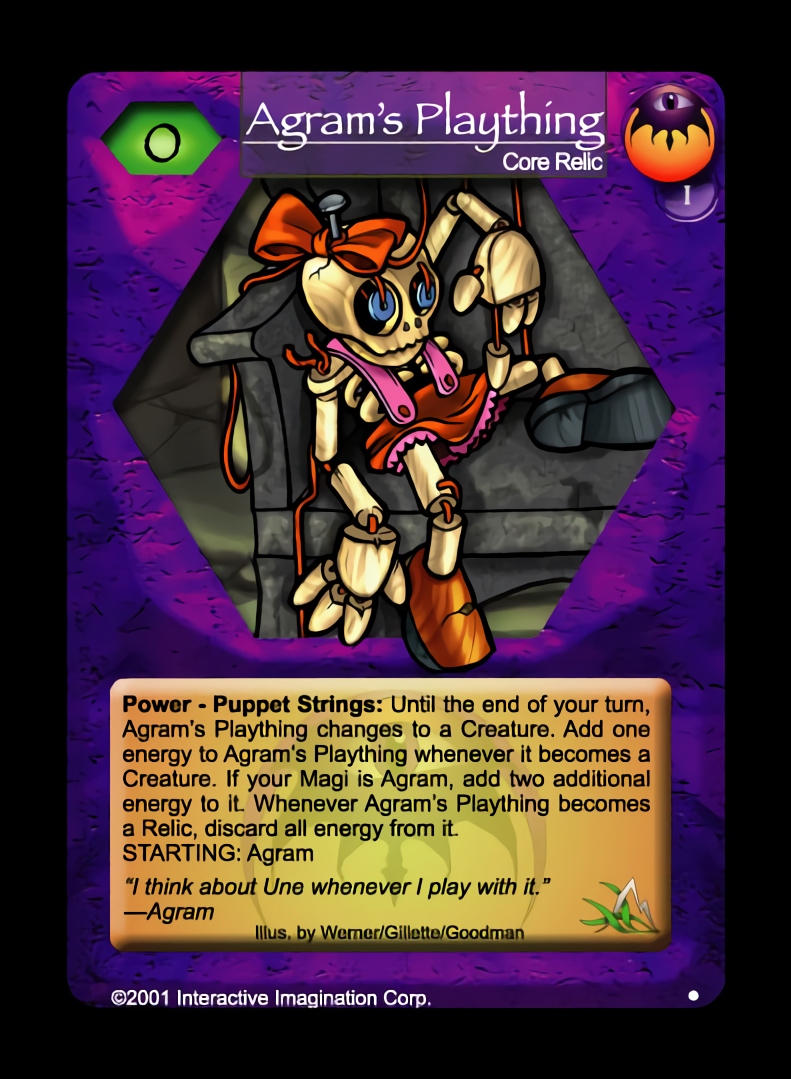 0
Agram's Plaything
Core Relic
I
Power - Puppet Strings: Until the end of your turn,
Agram's Plaything changes to a Creature. Add one
energy to Agram's Plaything whenever it becomes a
Creature. If your Magi is Agram, add two additional
energy to it. Whenever Agram's Plaything becomes
a Relic, discard all energy from it.
STARTING: Agram
“I think about Une whenever I play with it.”
—Agram
Illus. by Werner/Gillette/Goodman
©2001 Interactive Imagination Corp.